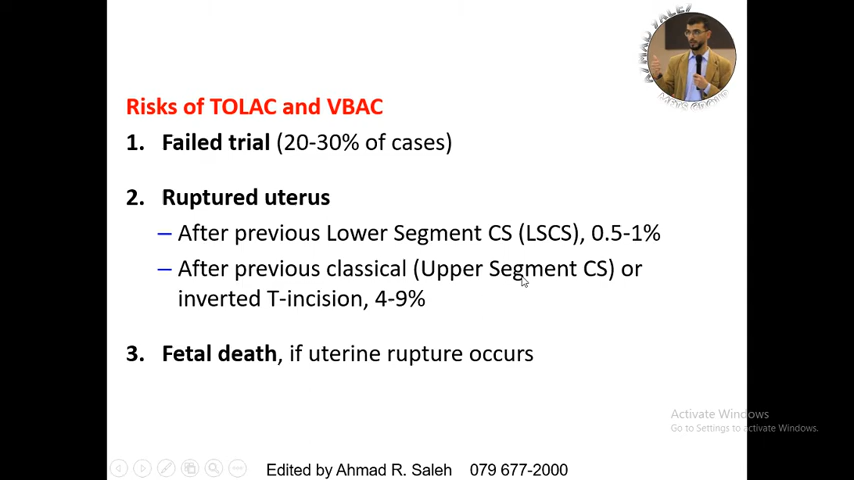 Risks of TOLAC and VBAC
1. Failed trial (20-30% of cases)
2. Ruptured uterus
– After previous Lower Segment CS (LSCS), 0.5-1%
– After previous classical (Upper Segment CS) or
inverted T-incision, 4-9%
3. Fetal death, if uterine rupture occurs
Activate Windows
Go to Settings to activate Windows.
Edited by Ahmad R. Saleh 079 677-2000